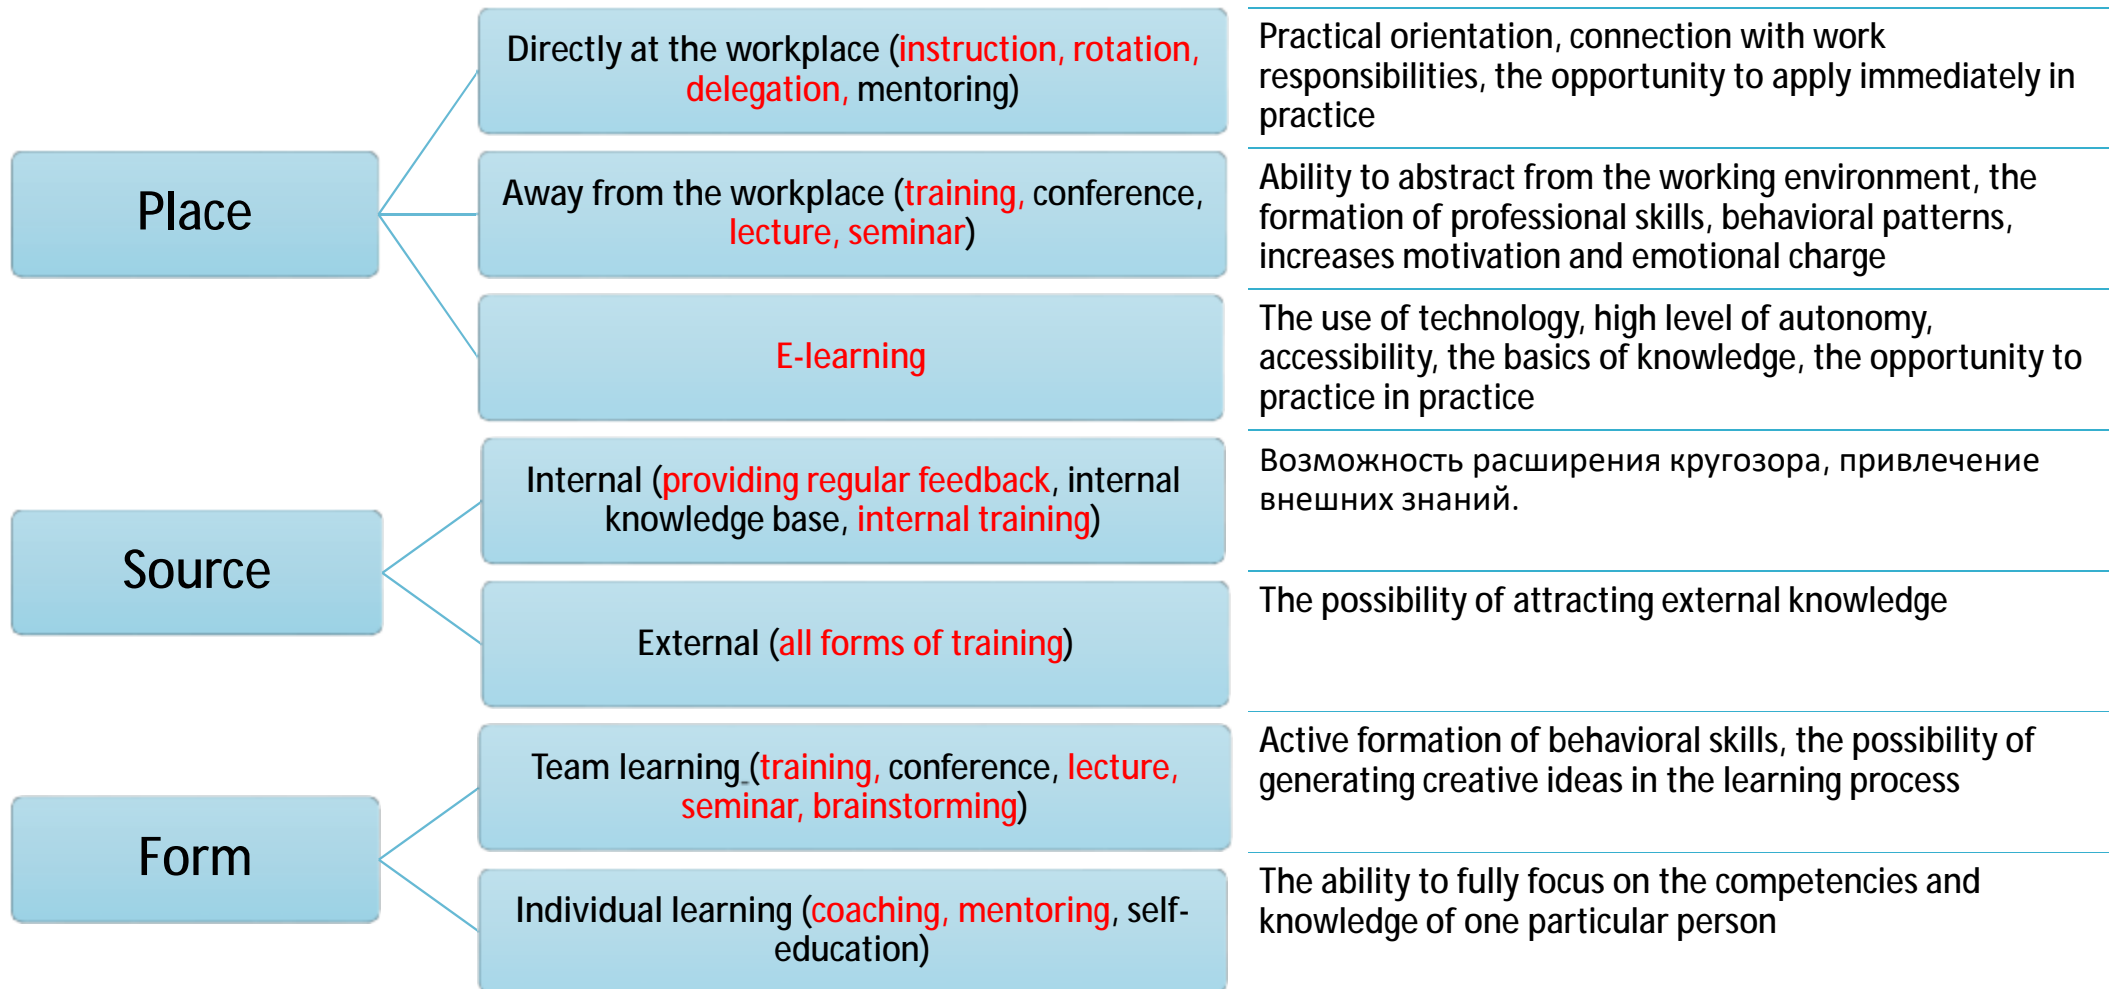 Place
Directly at the workplace (instruction, rotation,
delegation, mentoring)
Practical orientation, connection with work
responsibilities, the opportunity to apply immediately in
practice
Away from the workplace (training, conference,
lecture, seminar)
Ability to abstract from the working environment, the
formation of professional skills, behavioral patterns,
increases motivation and emotional charge
E-learning
The use of technology, high level of autonomy,
accessibility, the basics of knowledge, the opportunity to
practice in practice
Source
Internal (providing regular feedback, internal
knowledge base, internal training)
Возможность расширения кругозора, привлечение
внешних знаний.
External (all forms of training)
The possibility of attracting external knowledge
Form
Team learning (training, conference, lecture,
seminar, brainstorming)
Active formation of behavioral skills, the possibility of
generating creative ideas in the learning process
Individual learning (coaching, mentoring, self-
education)
The ability to fully focus on the competencies and
knowledge of one particular person